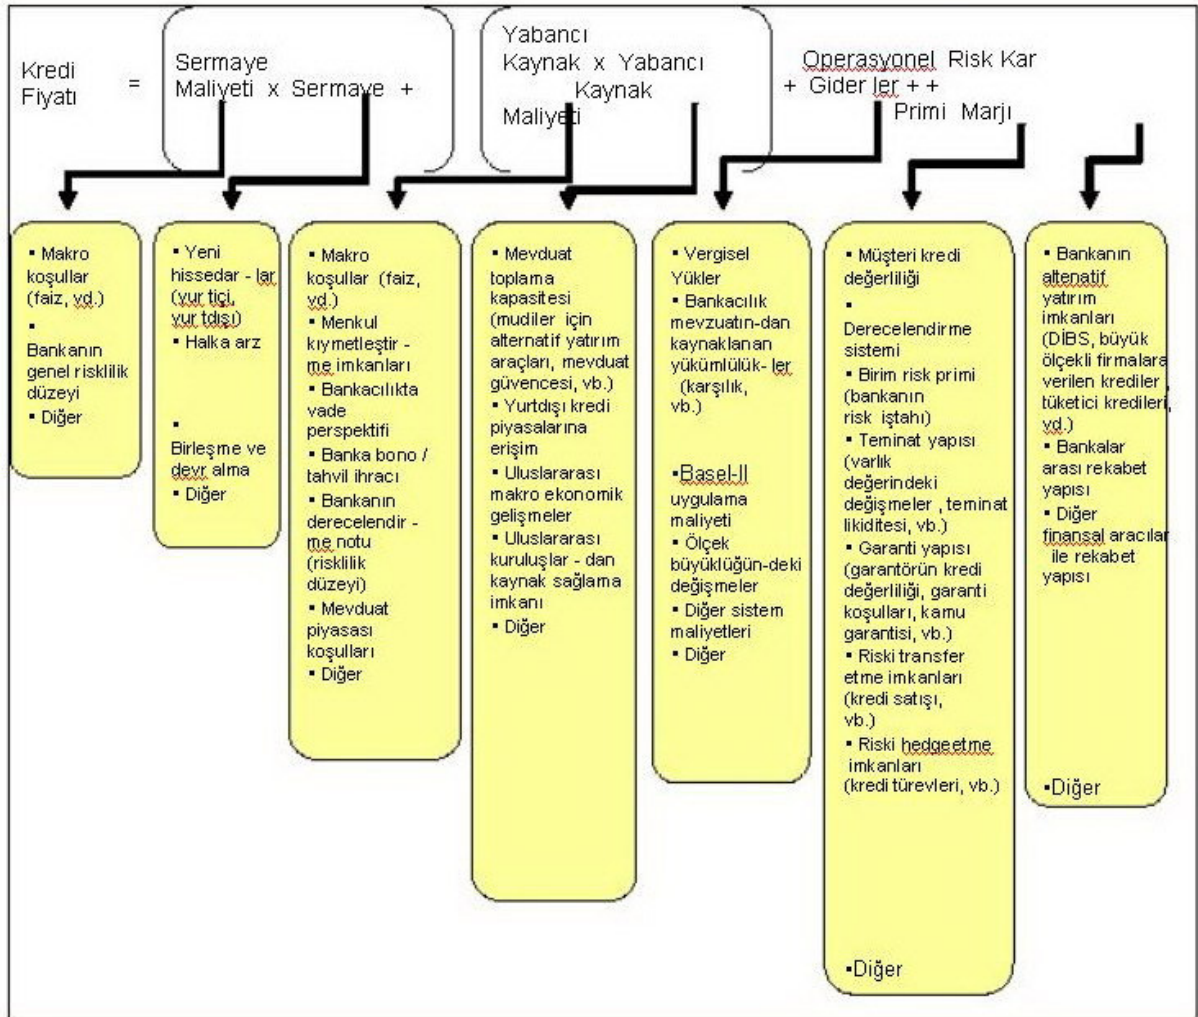 Kredi
Fiyatı
=
Sermaye
Maliyeti x Sermaye +
Yabancı
Kaynak x Yabancı
Kaynak
Maliyeti
Operasyonel Risk Kar
+ Gider ler + +
Primi Marjı
▪ Makro
koşullar
(faiz, vd.)
▪
Bankanın
genel risklilik
düzeyi
▪ Diğer
▪ Yeni
hissedar - lar
(yur tiçi,
yur tdışı)
▪ Halka arz
▪
Birleşme ve
devr alma
▪ Diğer
▪ Makro
koşullar (faiz,
vd.)
▪ Menkul
kıymetleştir -
me imkanları
▪ Bankacılıkta
vade
perspektifi
▪ Banka bono /
tahvil ihracı
▪ Bankanın
derecelendir -
me notu
(risklilik
düzeyi)
▪ Mevduat
piyasası
koşulları
▪ Diğer
▪ Mevduat
toplama
kapasitesi
(mudiler için
alternatif yatırım
araçları, mevduat
güvencesi, vb.)
▪ Yurtdışı kredi
piyasalarına
erişim
▪ Uluslararası
makro ekonomik
gelişmeler
▪ Uluslararası
kuruluşlar - dan
kaynak sağlama
imkanı
▪ Diğer
▪ Vergisel
Yükler
▪ Bankacılık
mevzuatın-dan
kaynaklanan
yükümlülük- ler
(karşılık,
vb.)
▪Basel-II
uygulama
maliyeti
▪ Ölçek
büyüklüğün-deki
değişmeler
▪ Diğer sistem
maliyetleri
▪ Diğer
▪ Müşteri kredi
değerliliği
▪
Derecelendirme
sistemi
▪ Birim risk primi
(bankanın
risk iştahı)
▪ Teminat yapısı
(varlık
değerindeki
değişmeler , teminat
likiditesi, vb.)
▪ Garanti yapısı
(garantörün kredi
değerliliği, garanti
koşulları, kamu
garantisi, vb.)
▪ Riski transfer
etme imkanları
(kredi satışı,
vb.)
▪ Riski hedgeetme
imkanları
(kredi türevleri, vb.)
▪Diğer
▪ Bankanın
altenatif
yatırım
imkanları
(DİBS, büyük
ölçekli firmalara
verilen krediler ,
tüketici kredileri,
vd.)
▪ Bankalar
arası rekabet
yapısı
▪ Diğer
finansal aracılar
ile rekabet
yapısı
▪Diğer